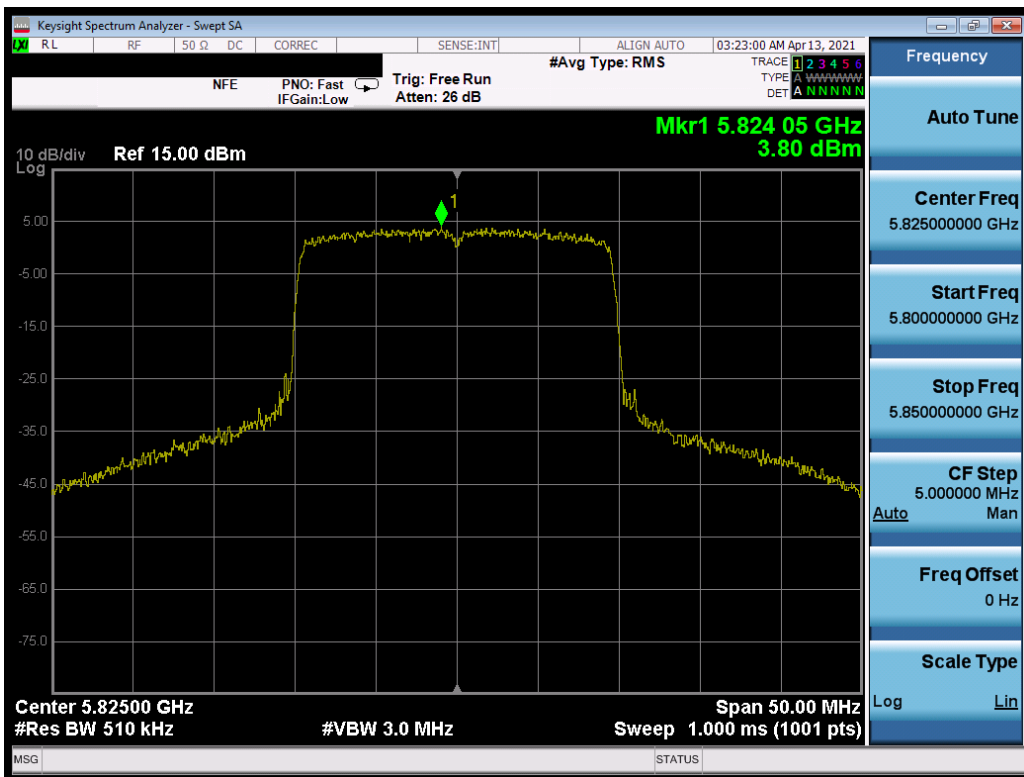 Keysight Spectrum Analyzer - Swept SA
LXI RL RF 50 Ω DC CORREC SENSE:INT ALIGN AUTO 03:23:00 AM Apr 13, 2021
NFE PNO: Fast Trig: Free Run #Avg Type: RMS TRACE 1 2 3 4 5 6
IFGain:Low Atten: 26 dB TYPE A WWWWW
DET A N N N N N
Mkr1 5.824 05 GHz
3.80 dBm
10 dB/div Ref 15.00 dBm
Log
1
5.00
-5.00
-15.0
-25.0
-35.0
-45.0
-55.0
-65.0
-75.0
Center 5.82500 GHz Span 50.00 MHz
#Res BW 510 kHz #VBW 3.0 MHz Sweep 1.000 ms (1001 pts)
MSG STATUS
Frequency
Auto Tune
Center Freq
5.825000000 GHz
Start Freq
5.800000000 GHz
Stop Freq
5.850000000 GHz
CF Step
5.000000 MHz
Auto Man
Freq Offset
0 Hz
Scale Type
Log Lin